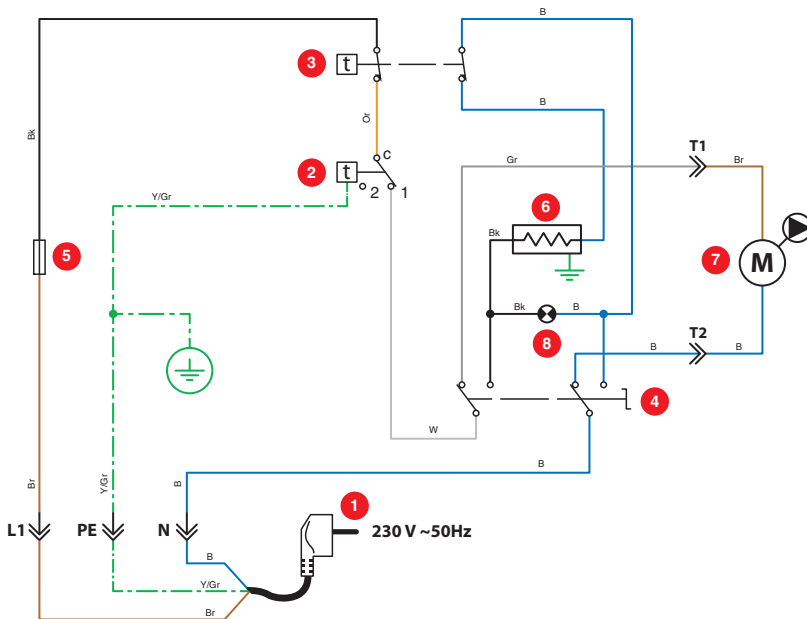 B
3
t
B
Bk
Or
T1
Gr
Br
C
2
t
2
1
Y/Gr
6
Bk
7
M
5
Bk
B
8
T2
B
B
4
W
B
Br
Y/Gr
B
1
L1
PE
N
230 V ~50Hz
B
Y/Gr
Br